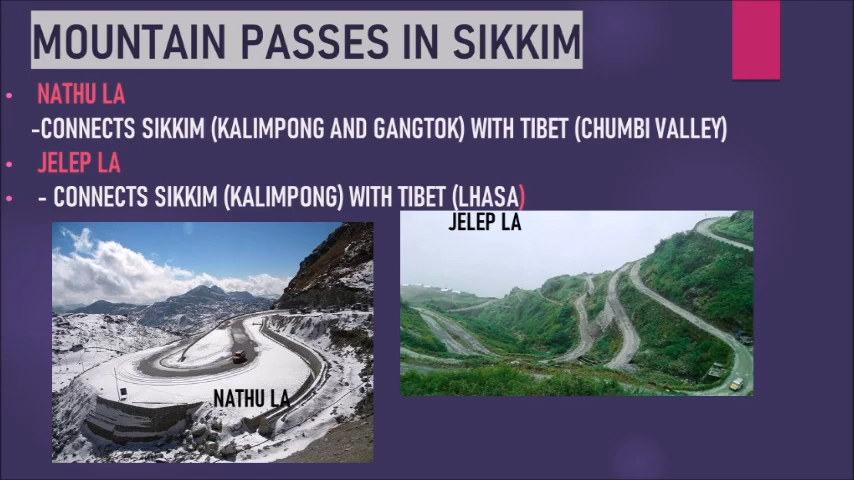 MOUNTAIN PASSES IN SIKKIM
• NATHU LA
-CONNECTS SIKKIM (KALIMPONG AND GANGTOK) WITH TIBET (CHUMBI VALLEY)
• JELEP LA
• - CONNECTS SIKKIM (KALIMPONG) WITH TIBET (LHASA)
JELEP LA
NATHU LA